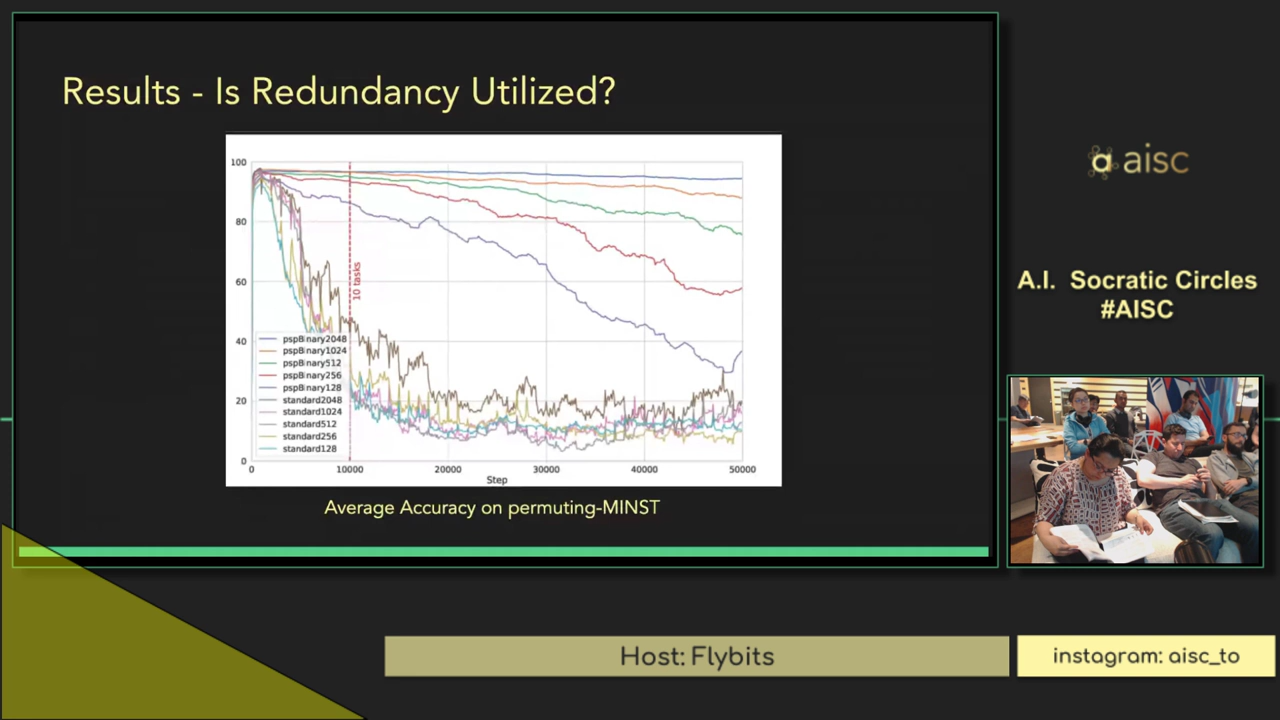 Results - Is Redundancy Utilized?
100
80
60
40
20
0
10 tasks
pspBinary2048
pspBinary1024
pspBinary512
pspBinary256
pspBinary128
standard2048
standard1024
standard512
standard256
standard128
0 10000 20000 30000 40000 50000
Step
Average Accuracy on permuting-MINST
aisc
A.I. Socratic Circles
#AISC
Host: Flybits
instagram: aisc_to